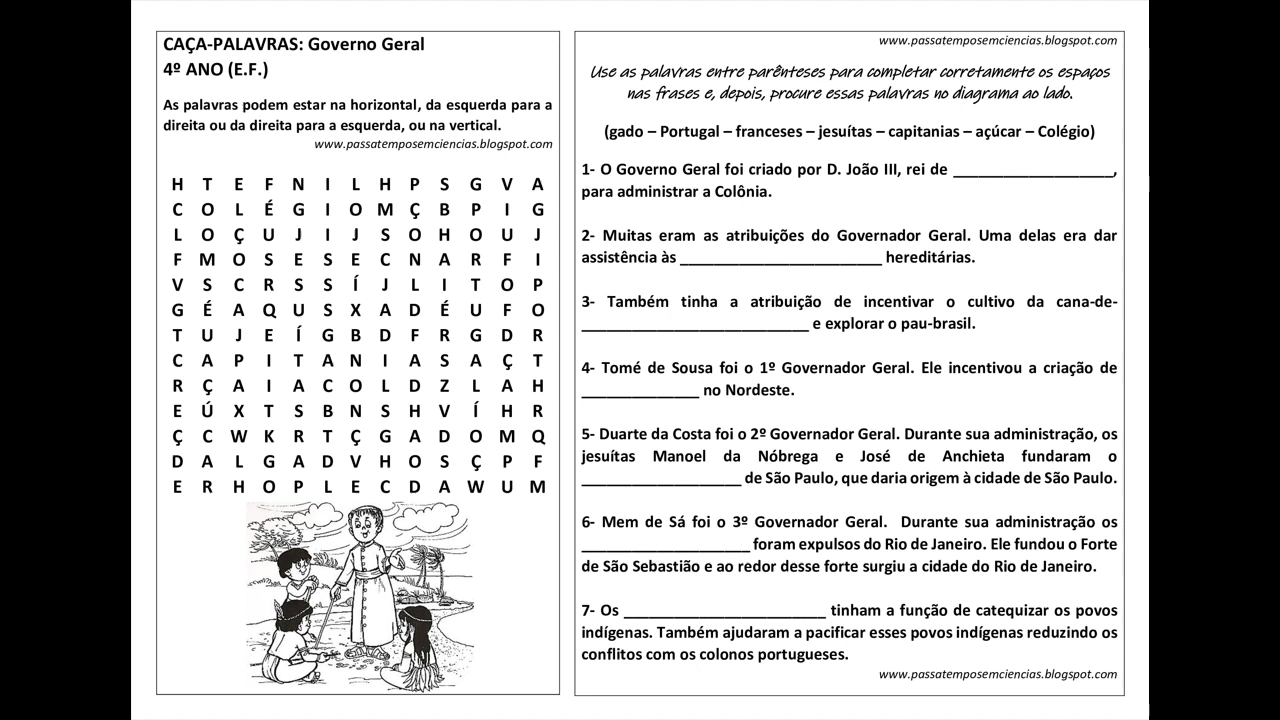 CAÇA-PALAVRAS: Governo Geral
4º ANO (E.F.)
As palavras podem estar na horizontal, da esquerda para a
direita ou da direita para a esquerda, ou na vertical.
www.passatemposemciencias.blogspot.com
H T E F N I L H P S G V A
C O L É G I O M Ç B P I G
L O Ç U J I J S O H O U J
F M O S E S E C N A R F I
V S C R S S Í J L I T O P
G É A Q U S X A D É U F O
T U J E Í G B D F R G D R
C A P I T A N I A S A Ç T
R Ç A I A C O L D Z L A H
E Ú X T S B N S H V Í H R
Ç C W K R T Ç G A D O M Q
D A L G A D V H O S Ç P F
E R H O P L E C D A W U M
www.passatemposemciencias.blogspot.com
Use as palavras entre parênteses para completar corretamente os espaços
nas frases e, depois, procure essas palavras no diagrama ao lado.
(gado – Portugal – franceses – jesuítas – capitanias – açúcar – Colégio)
1- O Governo Geral foi criado por D. João III, rei de ___________________,
para administrar a Colônia.
2- Muitas eram as atribuições do Governador Geral. Uma delas era dar
assistência às ________________________ hereditárias.
3- Também tinha a atribuição de incentivar o cultivo da cana-de-
___________________________ e explorar o pau-brasil.
4- Tomé de Sousa foi o 1º Governador Geral. Ele incentivou a criação de
______________ no Nordeste.
5- Duarte da Costa foi o 2º Governador Geral. Durante sua administração, os
jesuítas Manoel da Nóbrega e José de Anchieta fundaram o
___________________ de São Paulo, que daria origem à cidade de São Paulo.
6- Mem de Sá foi o 3º Governador Geral. Durante sua administração os
____________________ foram expulsos do Rio de Janeiro. Ele fundou o Forte
de São Sebastião e ao redor desse forte surgiu a cidade do Rio de Janeiro.
7- Os ________________________ tinham a função de catequizar os povos
indígenas. Também ajudaram a pacificar esses povos indígenas reduzindo os
conflitos com os colonos portugueses.
www.passatemposemciencias.blogspot.com